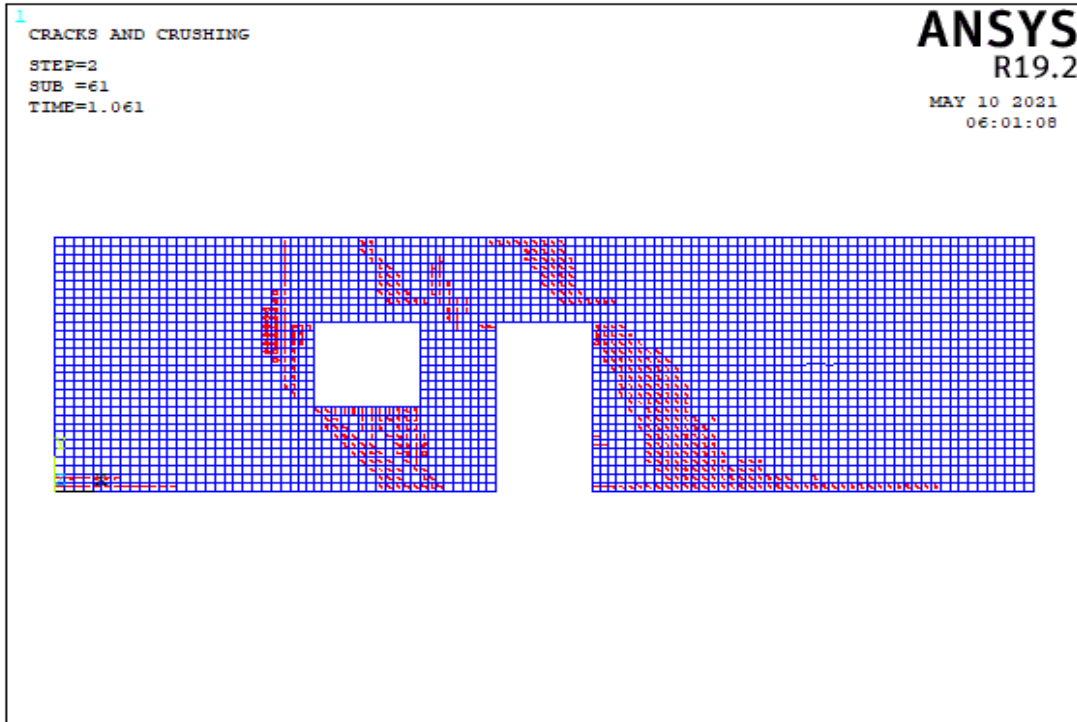 1
CRACKS AND CRUSHING
STEP=2
SUB =61
TIME=1.061
ANSYS
R19.2
MAY 10 2021
06:01:08
Y
X